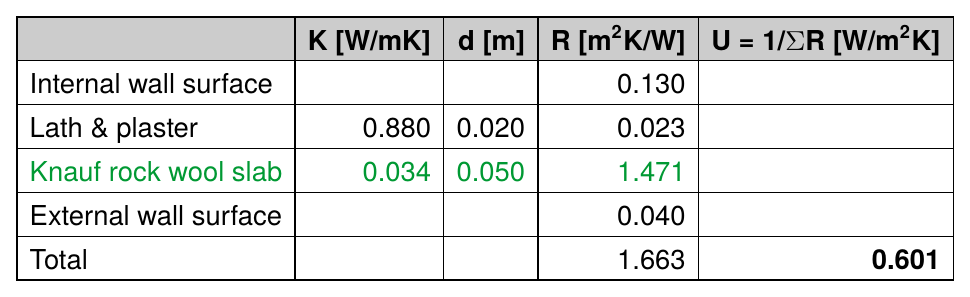 K [W/mK] d [m] R [m²K/W] U = 1/ΣR [W/m²K]
Internal wall surface 0.130
Lath & plaster 0.880 0.020 0.023
Knauf rock wool slab 0.034 0.050 1.471
External wall surface 0.040
Total 1.663 0.601